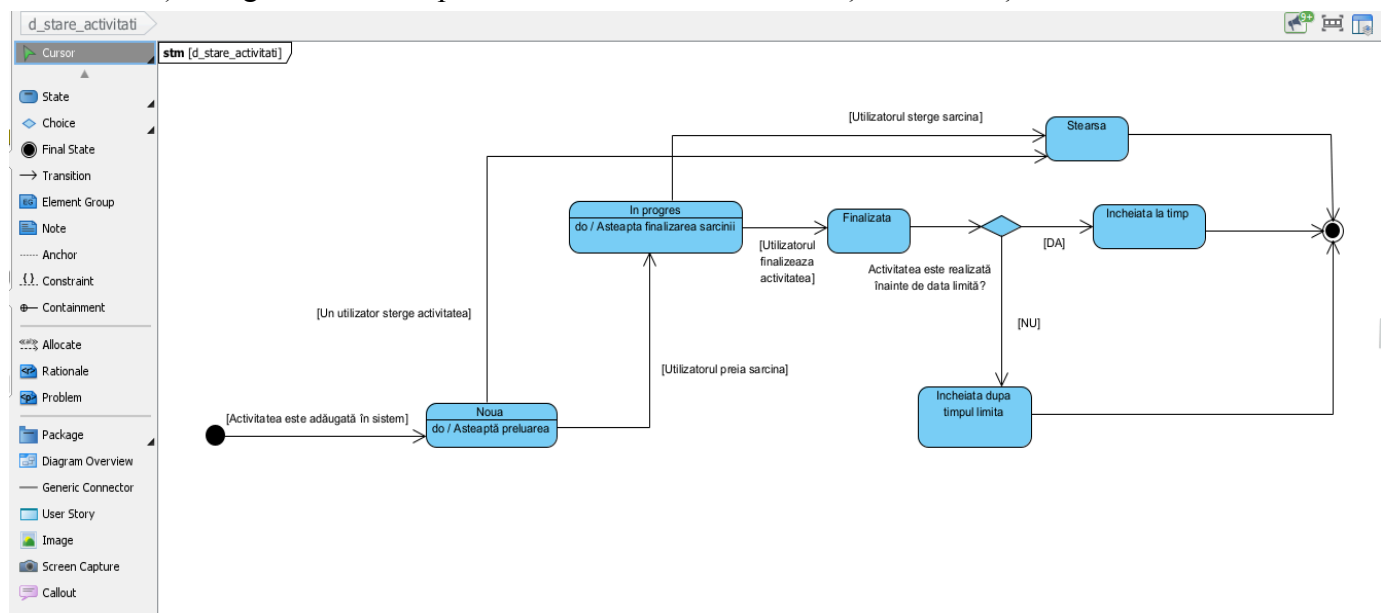 d_stare_activitati
9+
Cursor
State
Choice
Final State
Transition
Element Group
Note
Anchor
Constraint
Containment
Allocate
Rationale
Problem
Package
Diagram Overview
Generic Connector
User Story
Image
Screen Capture
Callout
stm [d_stare_activitati]
[Utilizatorul sterge sarcina]
Stearsa
In progres
do / Asteapta finalizarea sarcinii
Finalizata
Incheiata la timp
[DA]
[Utilizatorul
finalizeaza
activitatea]
Activitatea este realizată
înainte de data limită?
[Un utilizator sterge activitatea]
[NU]
[Utilizatorul preia sarcina]
Incheiata dupa
timpul limita
[Activitatea este adăugată în sistem]
Noua
do / Asteaptă preluarea